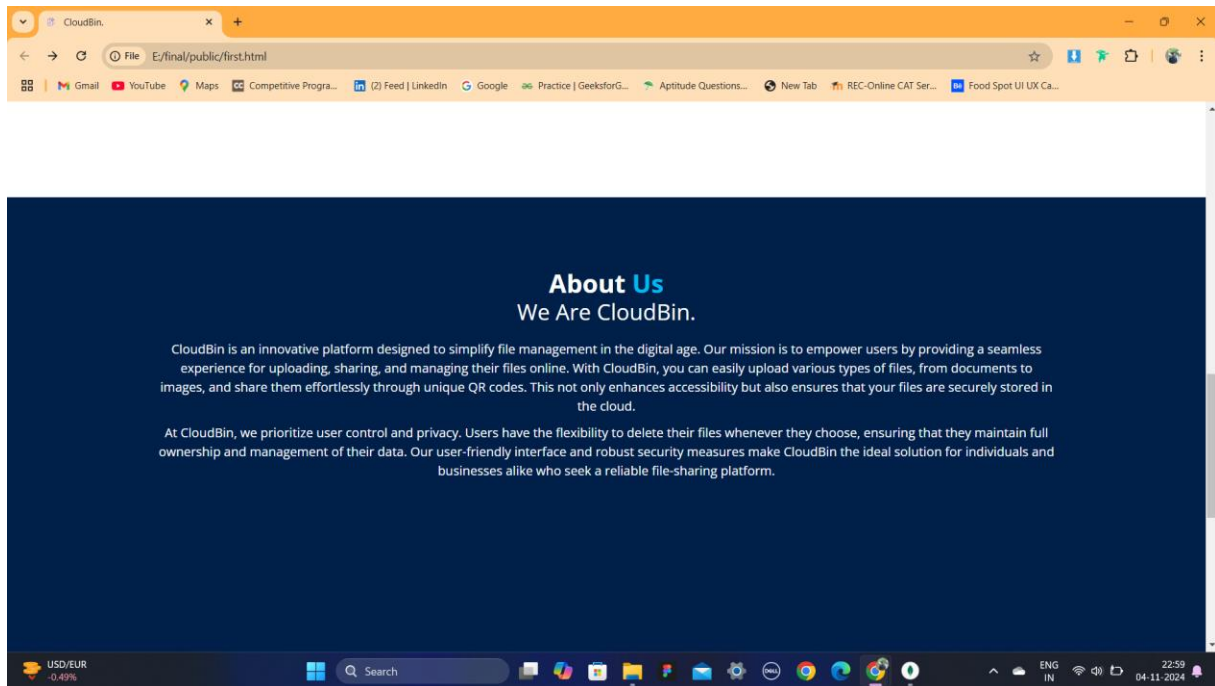 CloudBin.
File E:/final/public/first.html
Gmail YouTube Maps Competitive Progra... (2) Feed | LinkedIn Google Practice | GeeksforG... Aptitude Questions... New Tab REC-Online CAT Ser... Food Spot UI UX Ca...
About Us
We Are CloudBin.
CloudBin is an innovative platform designed to simplify file management in the digital age. Our mission is to empower users by providing a seamless
experience for uploading, sharing, and managing their files online. With CloudBin, you can easily upload various types of files, from documents to
images, and share them effortlessly through unique QR codes. This not only enhances accessibility but also ensures that your files are securely stored in
the cloud.
At CloudBin, we prioritize user control and privacy. Users have the flexibility to delete their files whenever they choose, ensuring that they maintain full
ownership and management of their data. Our user-friendly interface and robust security measures make CloudBin the ideal solution for individuals and
businesses alike who seek a reliable file-sharing platform.
USD/EUR
-0.49%
Search
DELL
ENG
IN
22:59
04-11-2024